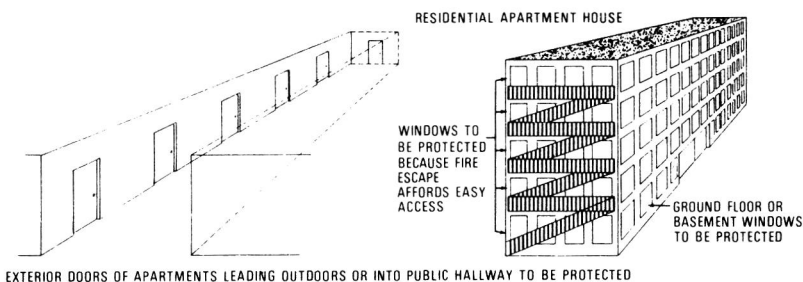 RESIDENTIAL APARTMENT HOUSE
WINDOWS TO
BE PROTECTED
BECAUSE FIRE
ESCAPE
AFFORDS EASY
ACCESS
GROUND FLOOR OR
BASEMENT WINDOWS
TO BE PROTECTED
EXTERIOR DOORS OF APARTMENTS LEADING OUTDOORS OR INTO PUBLIC HALLWAY TO BE PROTECTED